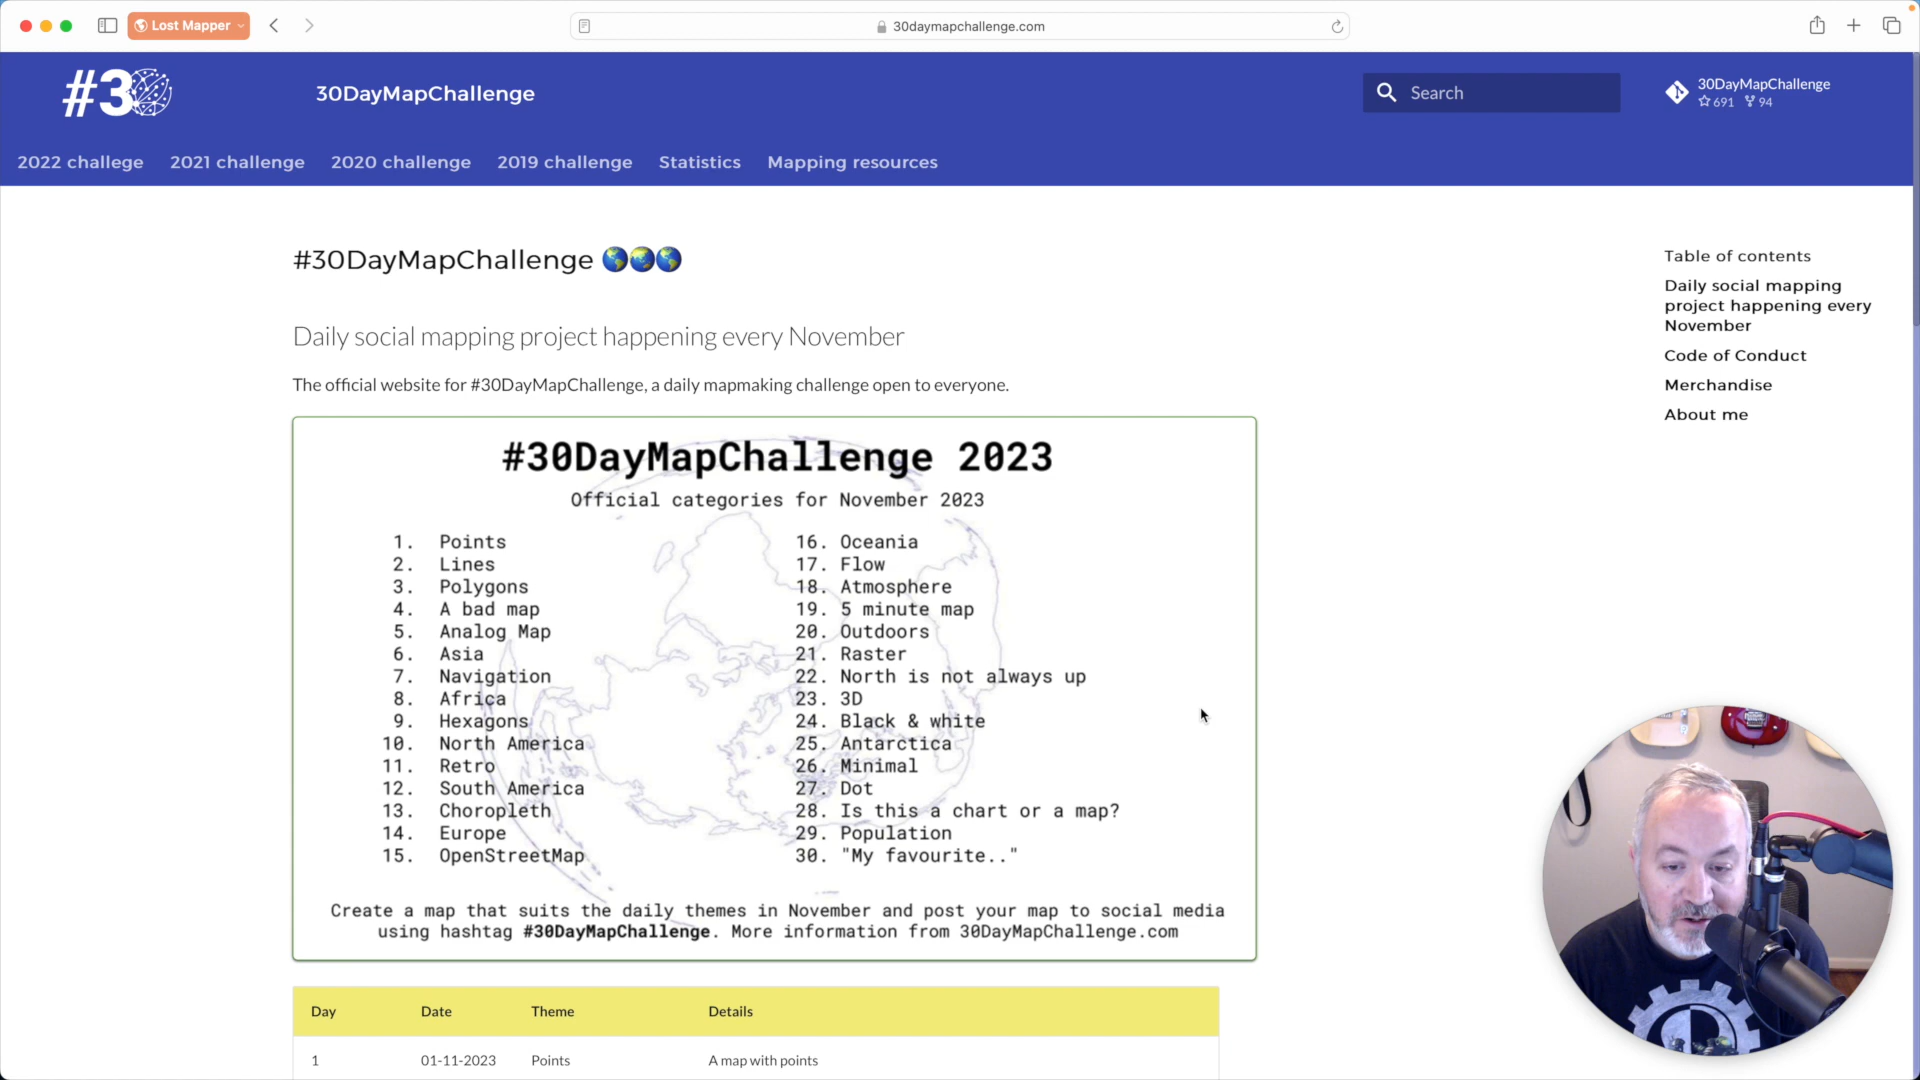 Lost Mapper
30daymapchallenge.com
#30
30DayMapChallenge
Search
30DayMapChallenge
691 94
2022 challege
2021 challenge
2020 challenge
2019 challenge
Statistics
Mapping resources
#30DayMapChallenge
Daily social mapping project happening every November
The official website for #30DayMapChallenge, a daily mapmaking challenge open to everyone.
#30DayMapChallenge 2023
Official categories for November 2023
1. Points
2. Lines
3. Polygons
4. A bad map
5. Analog Map
6. Asia
7. Navigation
8. Africa
9. Hexagons
10. North America
11. Retro
12. South America
13. Choropleth
14. Europe
15. OpenStreetMap
16. Oceania
17. Flow
18. Atmosphere
19. 5 minute map
20. Outdoors
21. Raster
22. North is not always up
23. 3D
24. Black & white
25. Antarctica
26. Minimal
27. Dot
28. Is this a chart or a map?
29. Population
30. "My favourite.."
Create a map that suits the daily themes in November and post your map to social media
using hashtag #30DayMapChallenge. More information from 30DayMapChallenge.com
Day Date Theme Details
1 01-11-2023 Points A map with points
Table of contents
Daily social mapping
project happening every
November
Code of Conduct
Merchandise
About me